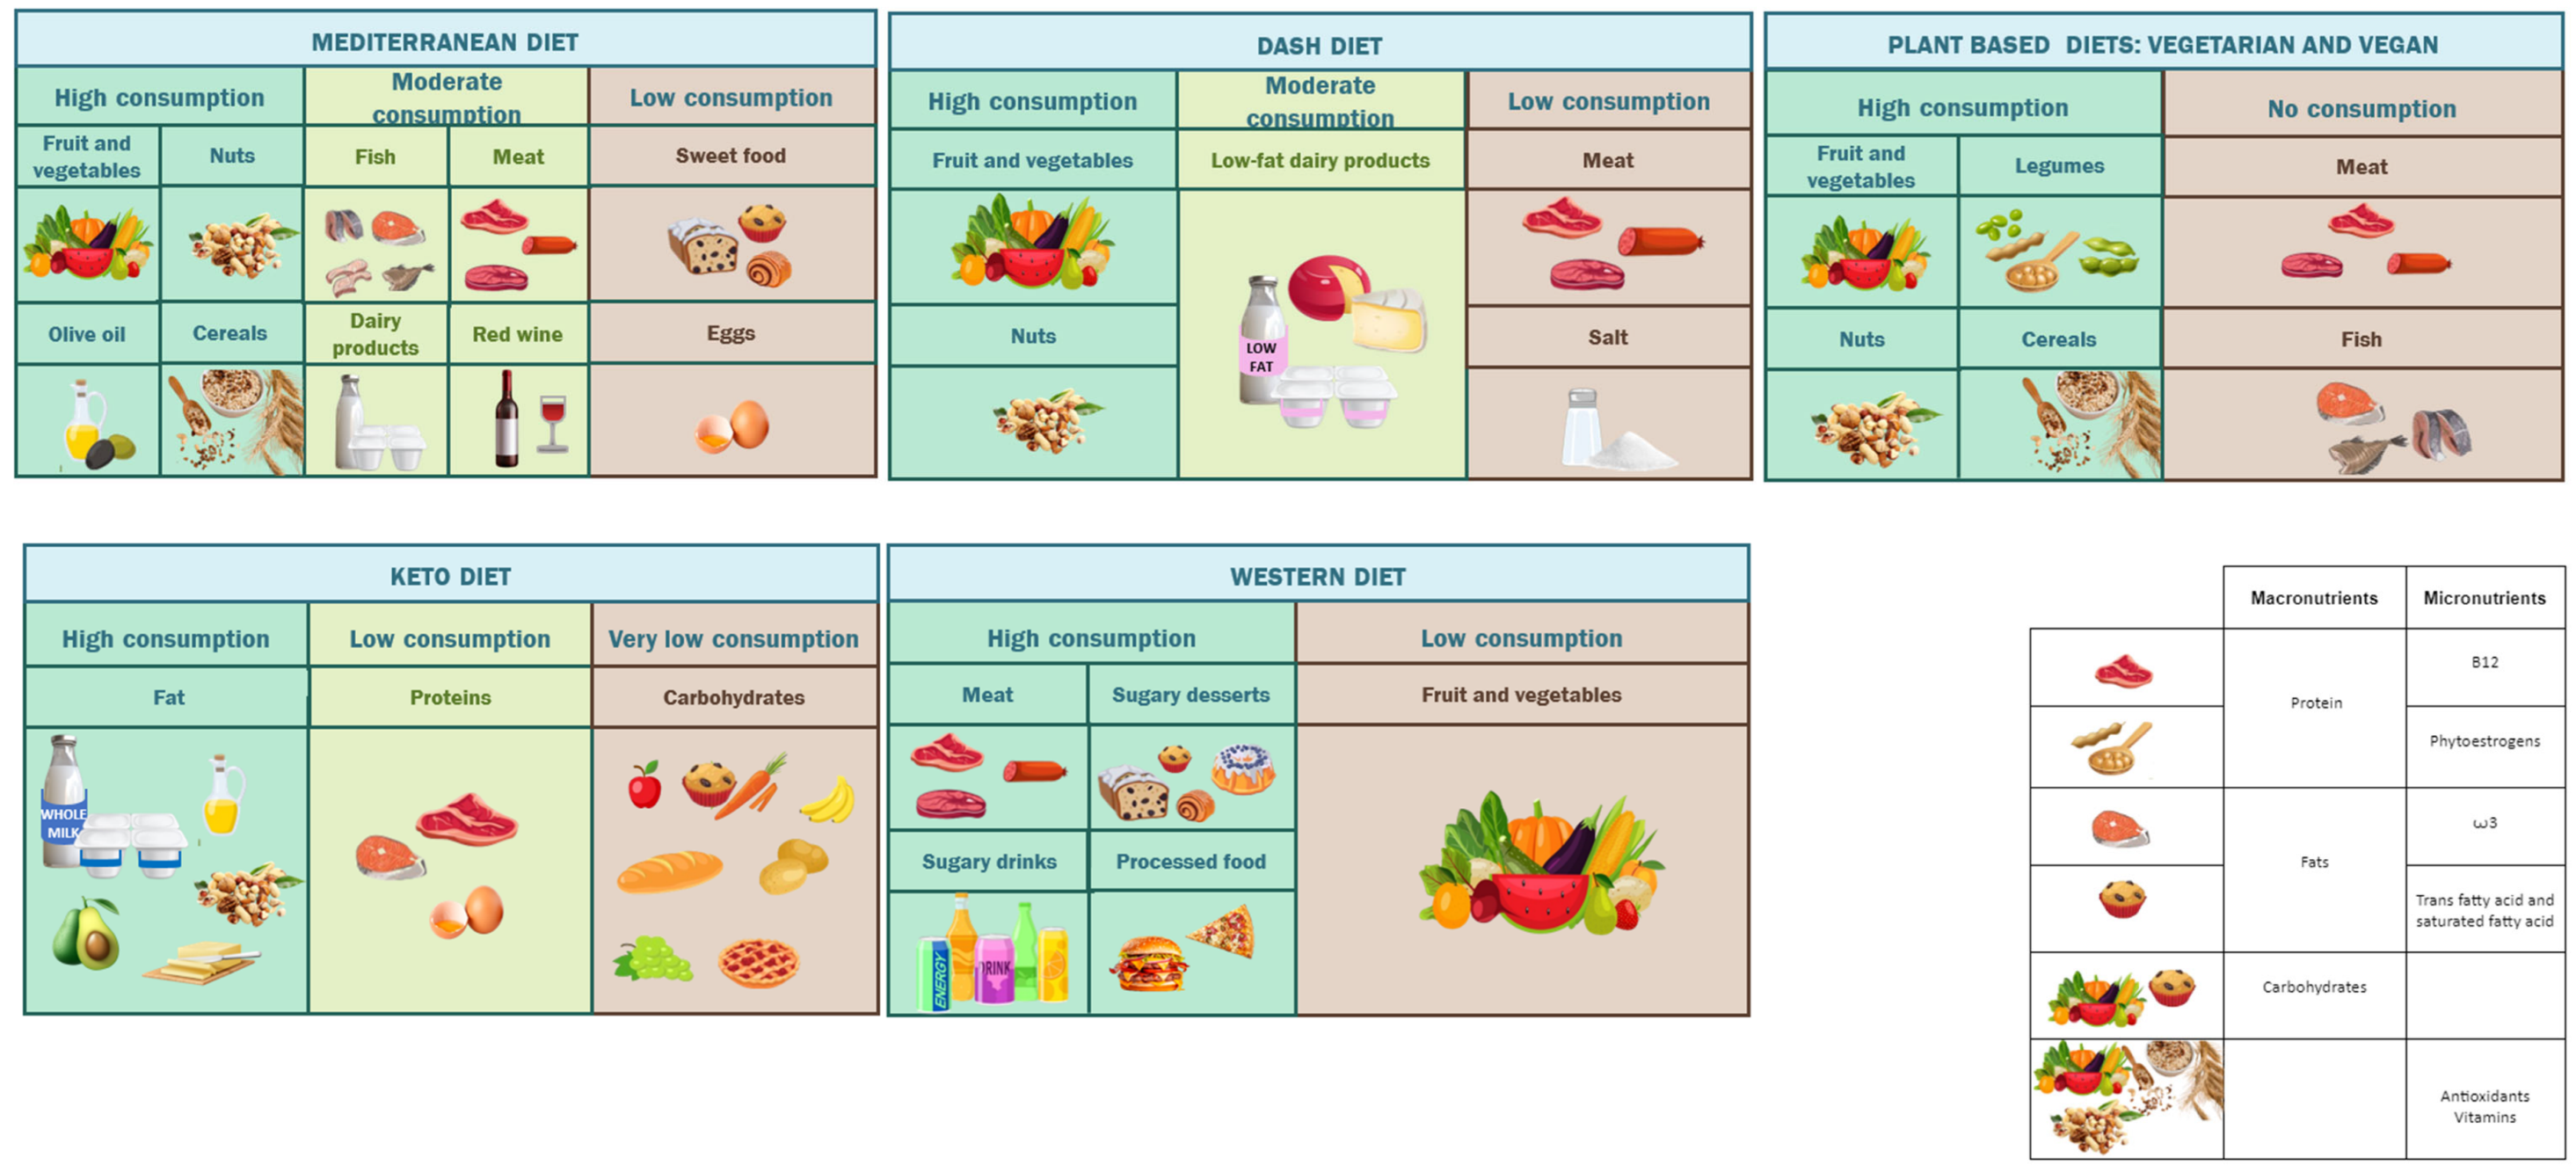 MEDITERRANEAN DIET
High consumption
Moderate
consumption
Low consumption
Fruit and
vegetables
Nuts
Fish
Meat
Sweet food
Olive oil
Cereals
Dairy
products
Red wine
Eggs
DASH DIET
High consumption
Moderate
consumption
Low consumption
Fruit and vegetables
Low-fat dairy products
Meat
LOW
FAT
Nuts
Salt
PLANT BASED DIETS: VEGETARIAN AND VEGAN
High consumption
No consumption
Fruit and
vegetables
Legumes
Meat
Nuts
Cereals
Fish
KETO DIET
High consumption
Low consumption
Very low consumption
Fat
Proteins
Carbohydrates
WHOLE
MILK
WESTERN DIET
High consumption
Low consumption
Meat
Sugary desserts
Fruit and vegetables
Sugary drinks
Processed food
ENERGY
DRINK
Macronutrients
Micronutrients
Protein
B12
Phytoestrogens
Fats
ω3
Trans fatty acid and
saturated fatty acid
Carbohydrates
Antioxidants
Vitamins